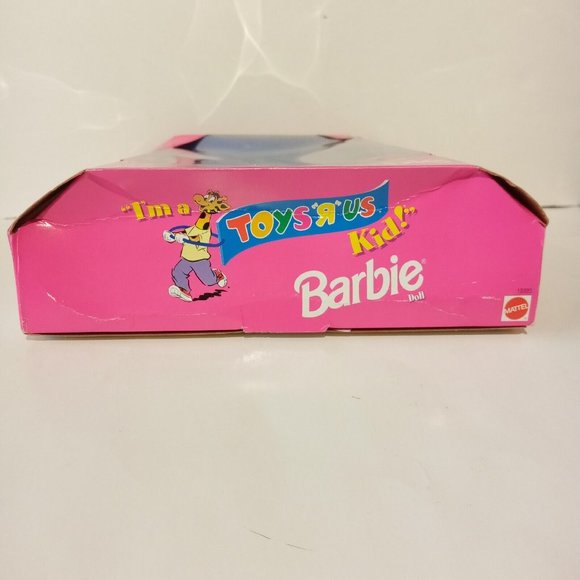 "I'm a
TOYS "R" US
Kid!"
Barbie®
Doll
MATTEL